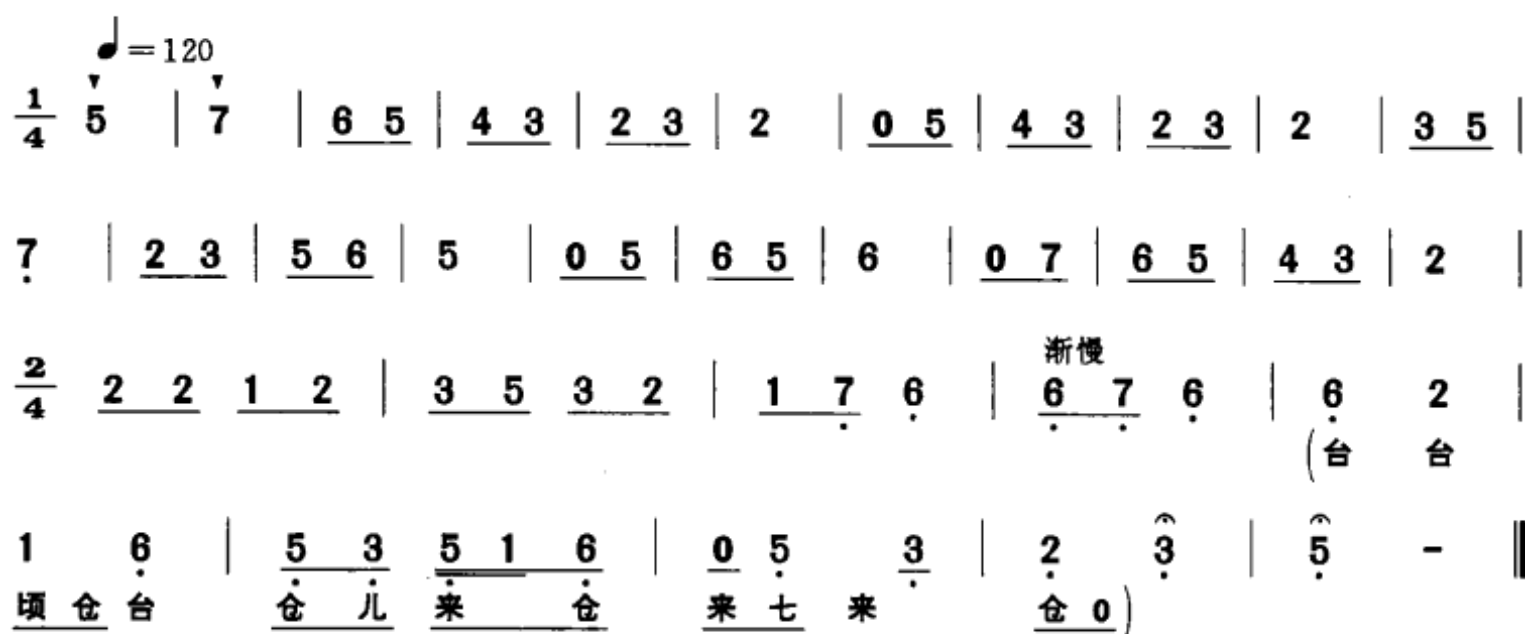 ♩=120
1/4 5 | 7 | 6 5 | 4 3 | 2 3 | 2 | 0 5 | 4 3 | 2 3 | 2 | 3 5 |
7 | 2 3 | 5 6 | 5 | 0 5 | 6 5 | 6 | 0 7 | 6 5 | 4 3 | 2 |
渐慢
2/4 2 2 1 2 | 3 5 3 2 | 1 7 6 | 6 7 6 | 6 2 |
(台 台
1 6 | 5 3 5 1 6 | 0 5 3 | 2 3 | 5 - ‖
顷 仓 台 仓 儿 来 仓 来 七 来 仓 0)